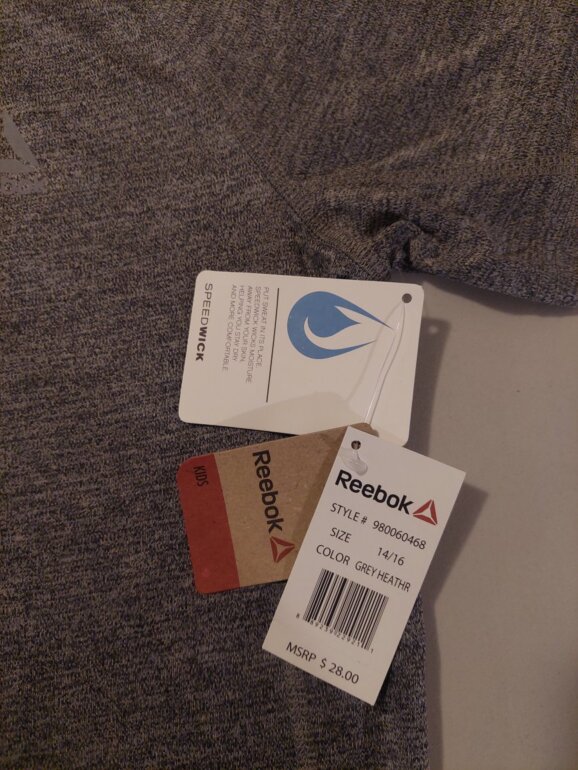 PUT SWEAT IN ITS PLACE.
SPEEDWICK WICKS MOISTURE
AWAY FROM YOUR SKIN,
HELPING YOU STAY DRY
AND MORE COMFORTABLE.
SPEEDWICK
Reebok
KIDS
Reebok
STYLE # 980060468
SIZE 14/16
COLOR GREY HEATHR
MSRP $ 28.00